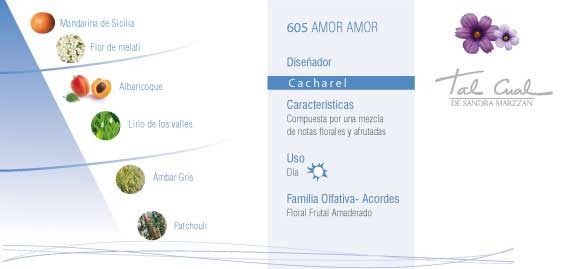 Mandarina de Sicilia
Flor de melati
Albaricoque
Lirio de los valles
Ámbar Gris
Patchouli
605 AMOR AMOR
Diseñador
Cacharel
Características
Compuesta por una mezcla
de notas florales y afrutadas
Uso
Dia
Familia Olfativa- Acordes
Floral Frutal Amaderado
Tal Cual
DE SANDRA MARZZAN